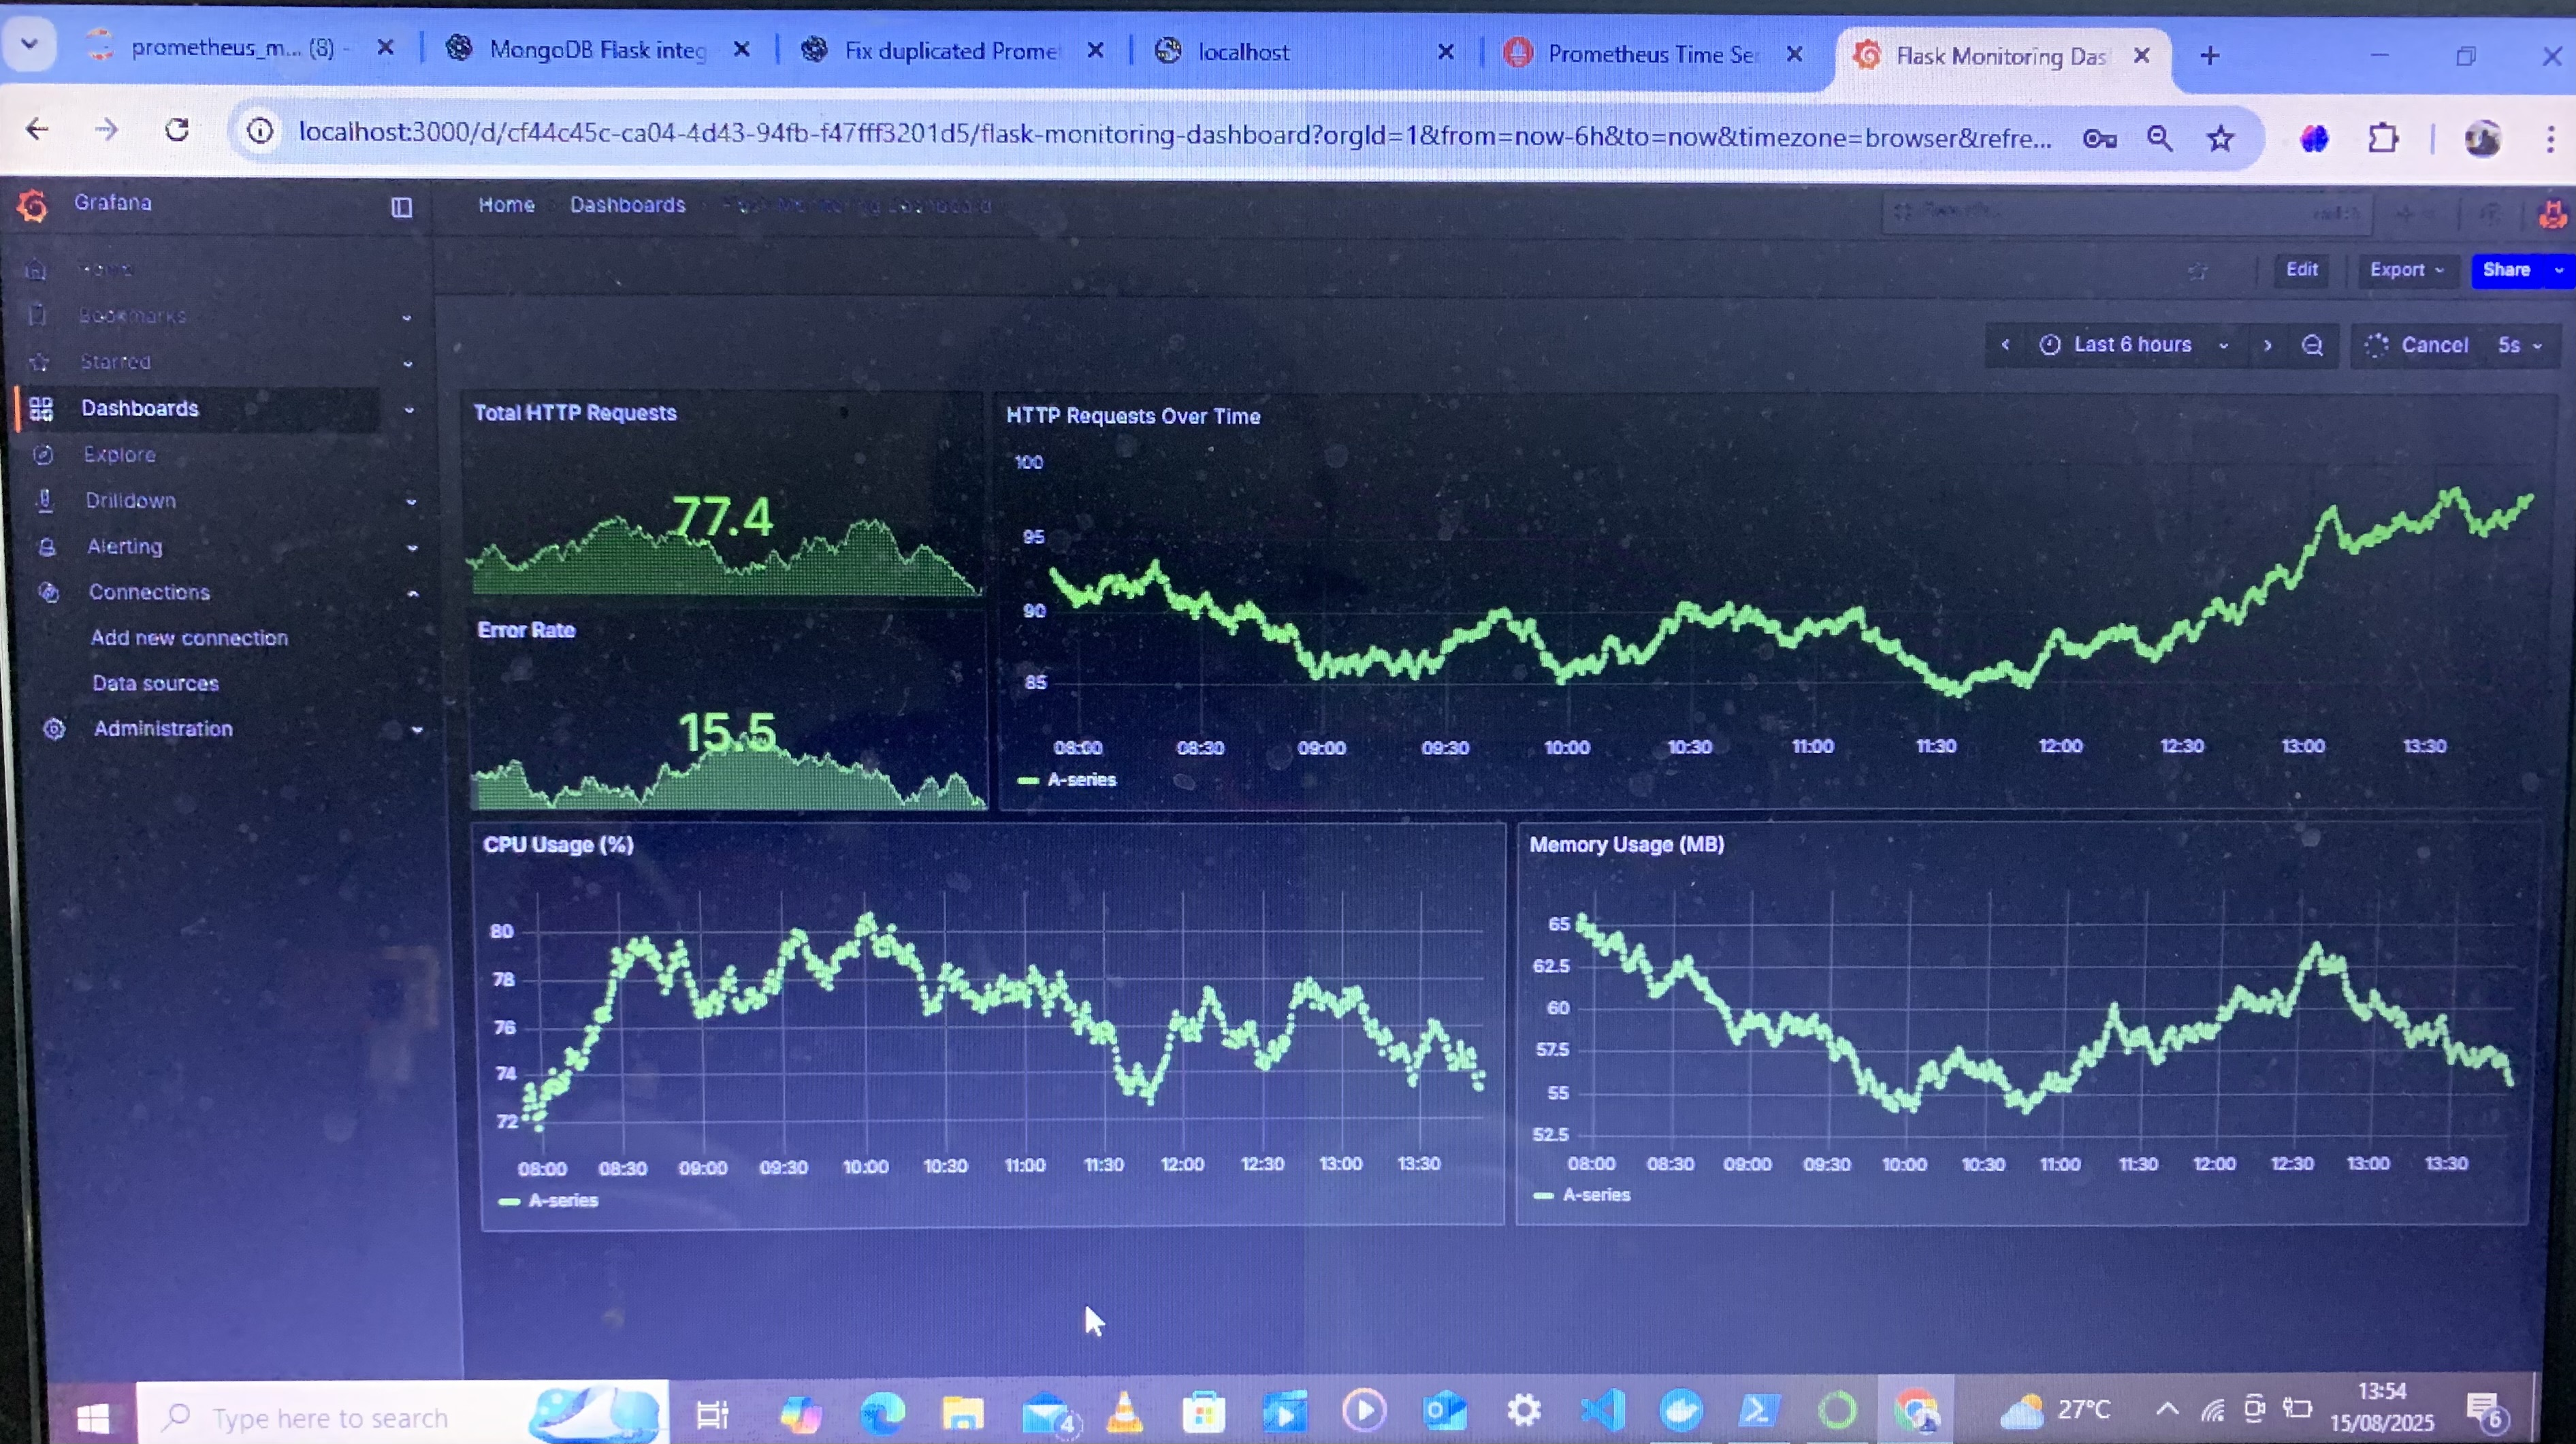 prometheus_m... (8) -
MongoDB Flask integ
Fix duplicated Prome
localhost
Prometheus Time Se
Flask Monitoring Das
localhost:3000/d/cf44c45c-ca04-4d43-94fb-f47fff3201d5/flask-monitoring-dashboard?orgId=1&from=now-6h&to=now&timezone=browser&refre...
Grafana
Home
Dashboards
Flask Monitoring Dashboard
Home
Bookmarks
Starred
Dashboards
Explore
Drilldown
Alerting
Connections
Add new connection
Data sources
Administration
Edit
Export
Share
Last 6 hours
Cancel
5s
Total HTTP Requests
77.4
Error Rate
15.5
HTTP Requests Over Time
100
95
90
85
08:00 08:30 09:00 09:30 10:00 10:30 11:00 11:30 12:00 12:30 13:00 13:30
A-series
CPU Usage (%)
80
78
76
74
72
08:00 08:30 09:00 09:30 10:00 10:30 11:00 11:30 12:00 12:30 13:00 13:30
A-series
Memory Usage (MB)
65
62.5
60
57.5
55
52.5
08:00 08:30 09:00 09:30 10:00 10:30 11:00 11:30 12:00 12:30 13:00 13:30
A-series
Type here to search
4
27°C
13:54
15/08/2025
6